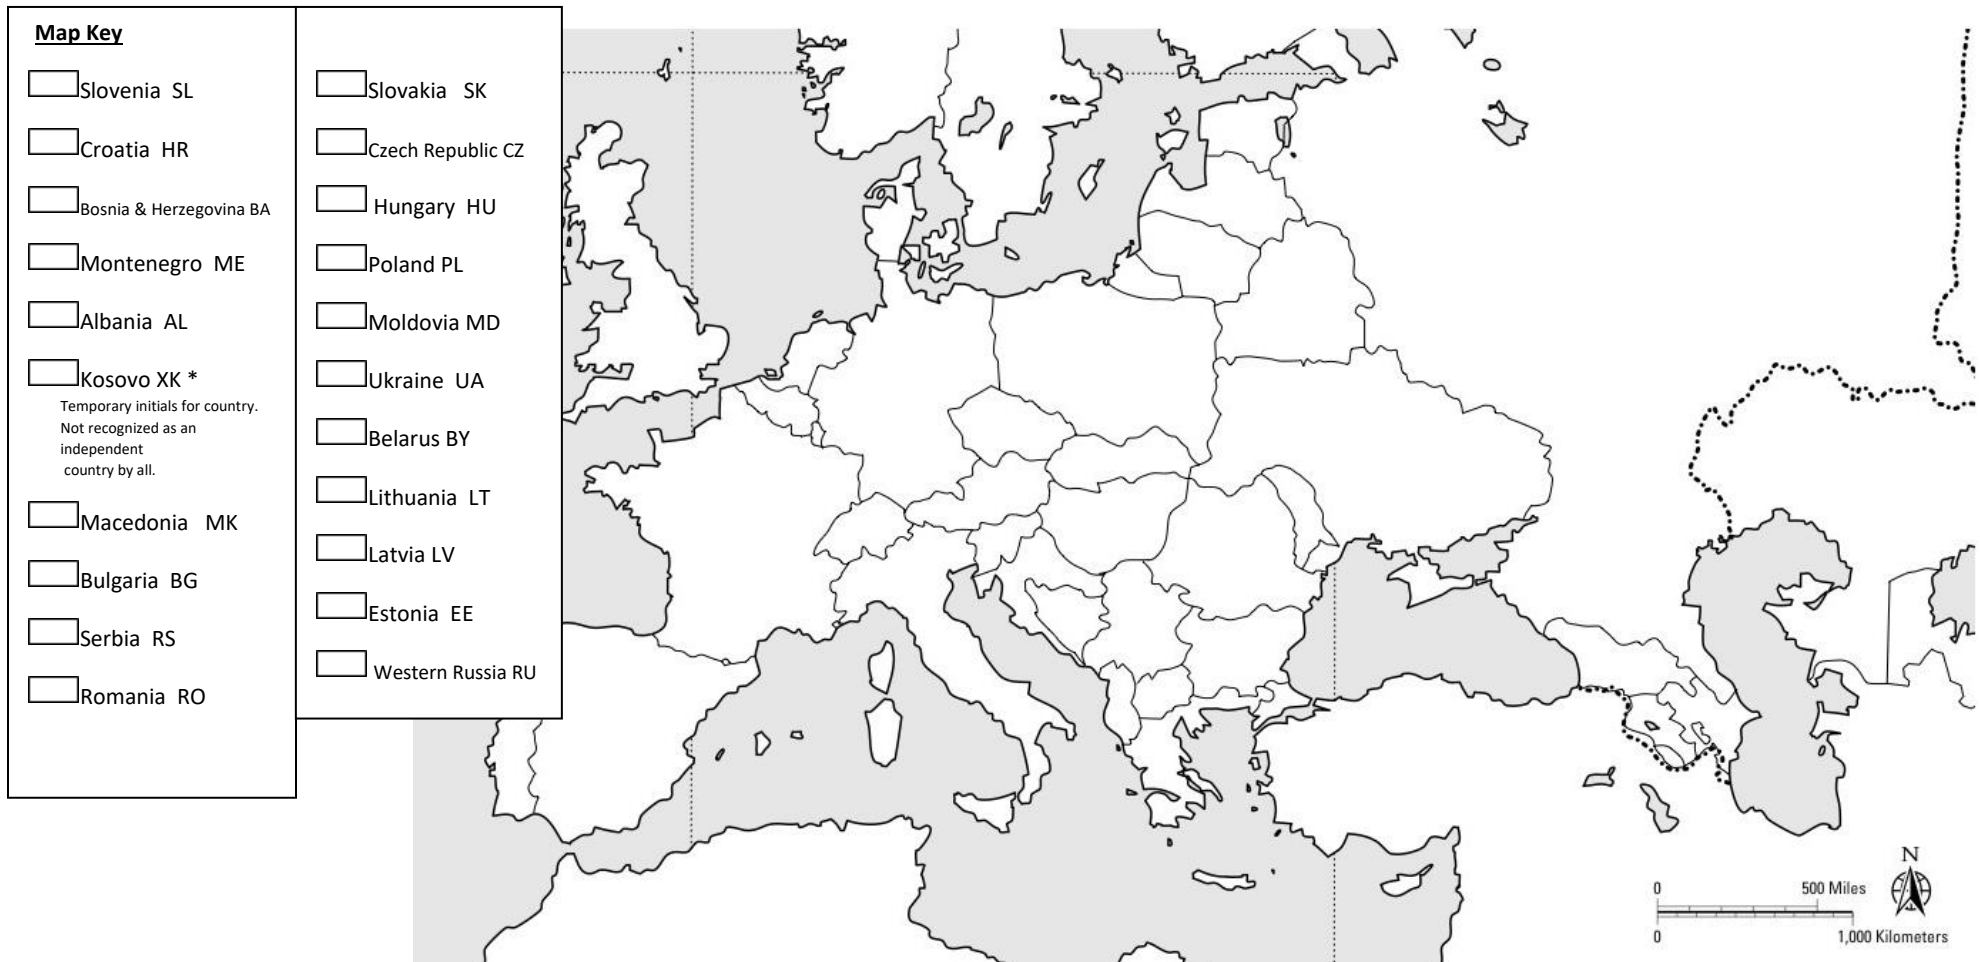 Map Key
Slovenia SL
Croatia HR
Bosnia & Herzegovina BA
Montenegro ME
Albania AL
Kosovo XK *
Temporary initials for country.
Not recognized as an
independent
country by all.
Macedonia MK
Bulgaria BG
Serbia RS
Romania RO
Slovakia SK
Czech Republic CZ
Hungary HU
Poland PL
Moldovia MD
Ukraine UA
Belarus BY
Lithuania LT
Latvia LV
Estonia EE
Western Russia RU
N
0 500 Miles
0 1,000 Kilometers